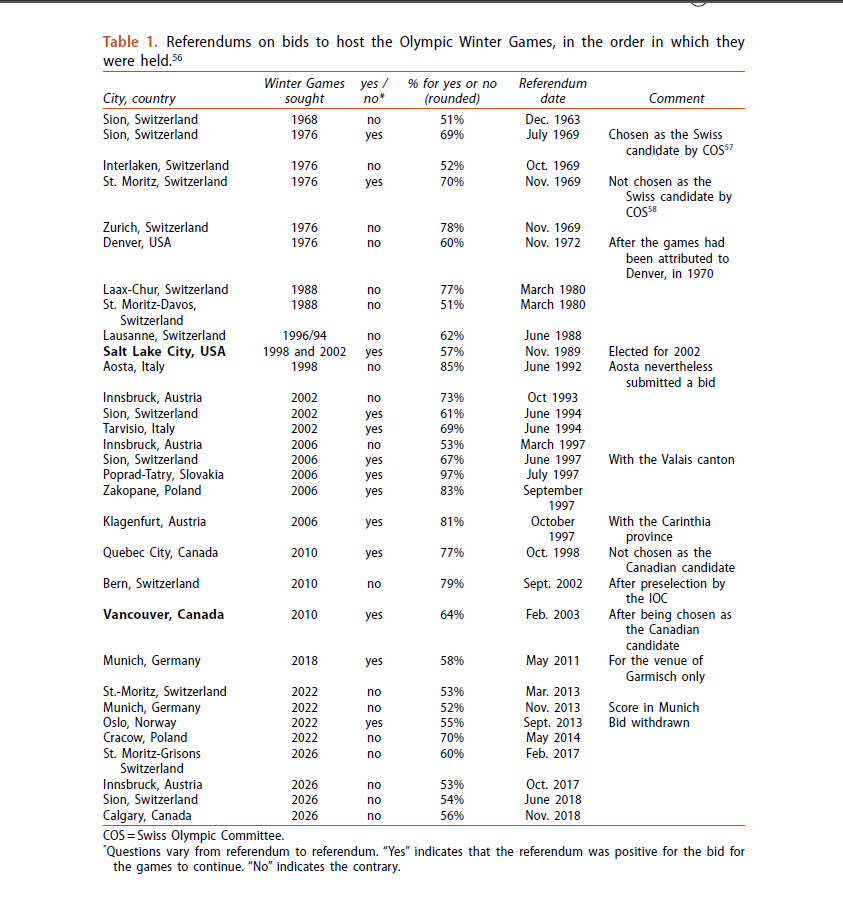 Table 1. Referendums on bids to host the Olympic Winter Games, in the order in which they
were held.56
City, country Winter Games sought yes / no* % for yes or no (rounded) Referendum date Comment
Sion, Switzerland 1968 no 51% Dec. 1963
Sion, Switzerland 1976 yes 69% July 1969 Chosen as the Swiss
candidate by COS57
Interlaken, Switzerland 1976 no 52% Oct. 1969
St. Moritz, Switzerland 1976 yes 70% Nov. 1969 Not chosen as the
Swiss candidate by
COS58
Zurich, Switzerland 1976 no 78% Nov. 1969
Denver, USA 1976 no 60% Nov. 1972 After the games had
been attributed to
Denver, in 1970
Laax-Chur, Switzerland 1988 no 77% March 1980
St. Moritz-Davos, 1988 no 51% March 1980
Switzerland
Lausanne, Switzerland 1996/94 no 62% June 1988
Salt Lake City, USA 1998 and 2002 yes 57% Nov. 1989 Elected for 2002
Aosta, Italy 1998 no 85% June 1992 Aosta nevertheless
submitted a bid
Innsbruck, Austria 2002 no 73% Oct 1993
Sion, Switzerland 2002 yes 61% June 1994
Tarvisio, Italy 2002 yes 69% June 1994
Innsbruck, Austria 2006 no 53% March 1997
Sion, Switzerland 2006 yes 67% June 1997 With the Valais canton
Poprad-Tatry, Slovakia 2006 yes 97% July 1997
Zakopane, Poland 2006 yes 83% September
1997
Klagenfurt, Austria 2006 yes 81% October With the Carinthia
1997 province
Quebec City, Canada 2010 yes 77% Oct. 1998 Not chosen as the
Canadian candidate
Bern, Switzerland 2010 no 79% Sept. 2002 After preselection by
the IOC
Vancouver, Canada 2010 yes 64% Feb. 2003 After being chosen as
the Canadian
candidate
Munich, Germany 2018 yes 58% May 2011 For the venue of
Garmisch only
St.-Moritz, Switzerland 2022 no 53% Mar. 2013
Munich, Germany 2022 no 52% Nov. 2013 Score in Munich
Oslo, Norway 2022 yes 55% Sept. 2013 Bid withdrawn
Cracow, Poland 2022 no 70% May 2014
St. Moritz-Grisons 2026 no 60% Feb. 2017
Switzerland
Innsbruck, Austria 2026 no 53% Oct. 2017
Sion, Switzerland 2026 no 54% June 2018
Calgary, Canada 2026 no 56% Nov. 2018
COS = Swiss Olympic Committee.
*Questions vary from referendum to referendum. “Yes” indicates that the referendum was positive for the bid for
the games to continue. “No” indicates the contrary.